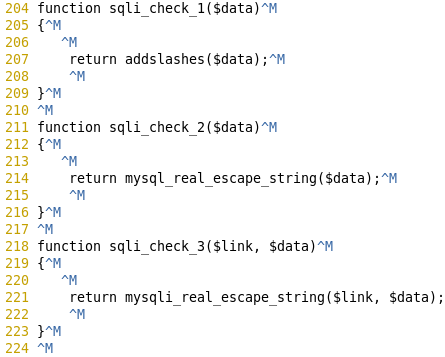 204 function sqli_check_1($data)^M
205 {^M
206    ^M
207     return addslashes($data);^M
208     ^M
209 }^M
210 ^M
211 function sqli_check_2($data)^M
212 {^M
213    ^M
214     return mysql_real_escape_string($data);^M
215     ^M
216 }^M
217 ^M
218 function sqli_check_3($link, $data)^M
219 {^M
220    ^M
221     return mysqli_real_escape_string($link, $data);
222     ^M
223 }^M
224 ^M